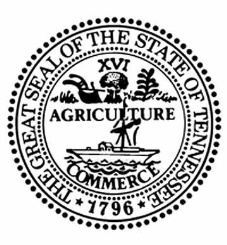 THE GREAT SEAL OF THE STATE OF TENNESSEE
XVI
AGRICULTURE
COMMERCE
1796